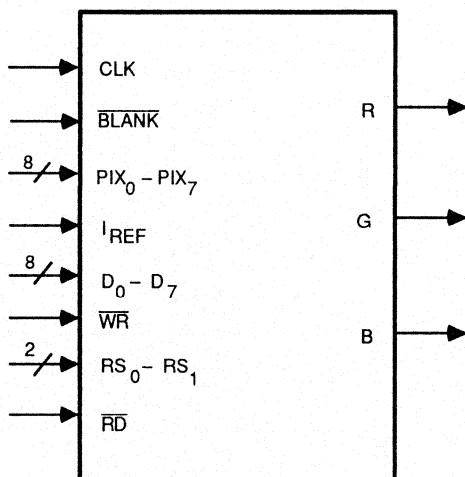 CLK
R
BLANK
8
PIX0 – PIX7
IREF
G
8
D0 – D7
WR
B
2
RS0 – RS1
RD